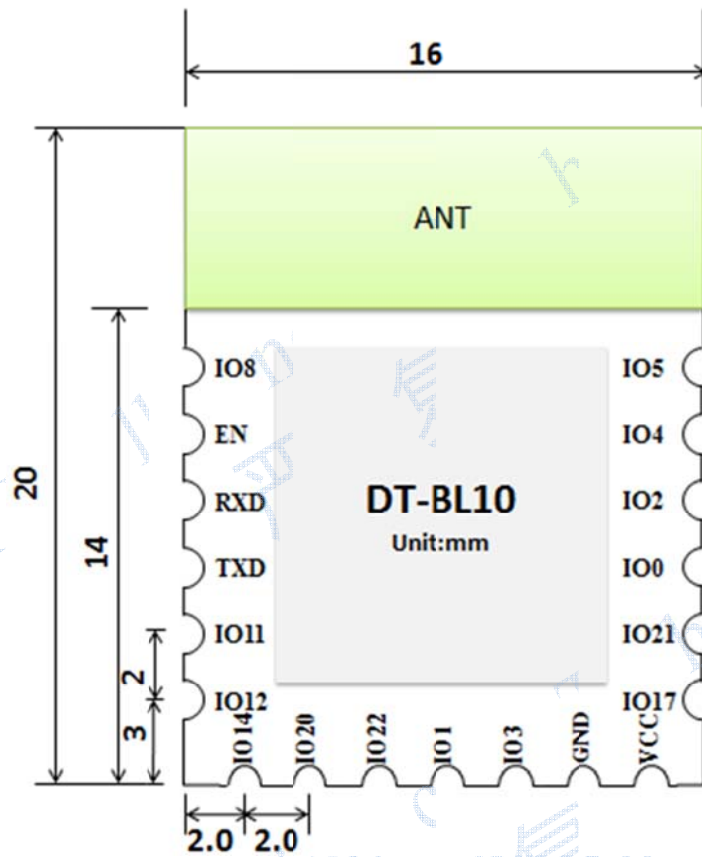 16
ANT
IO8 IO5
EN IO4
RXD DT-BL10 IO2
Unit:mm
20
14
TXD IO0
IO11 IO21
2
IO12 IO17
3
IO14 IO20 IO22 IO1 IO3 GND VCC
2.0 2.0